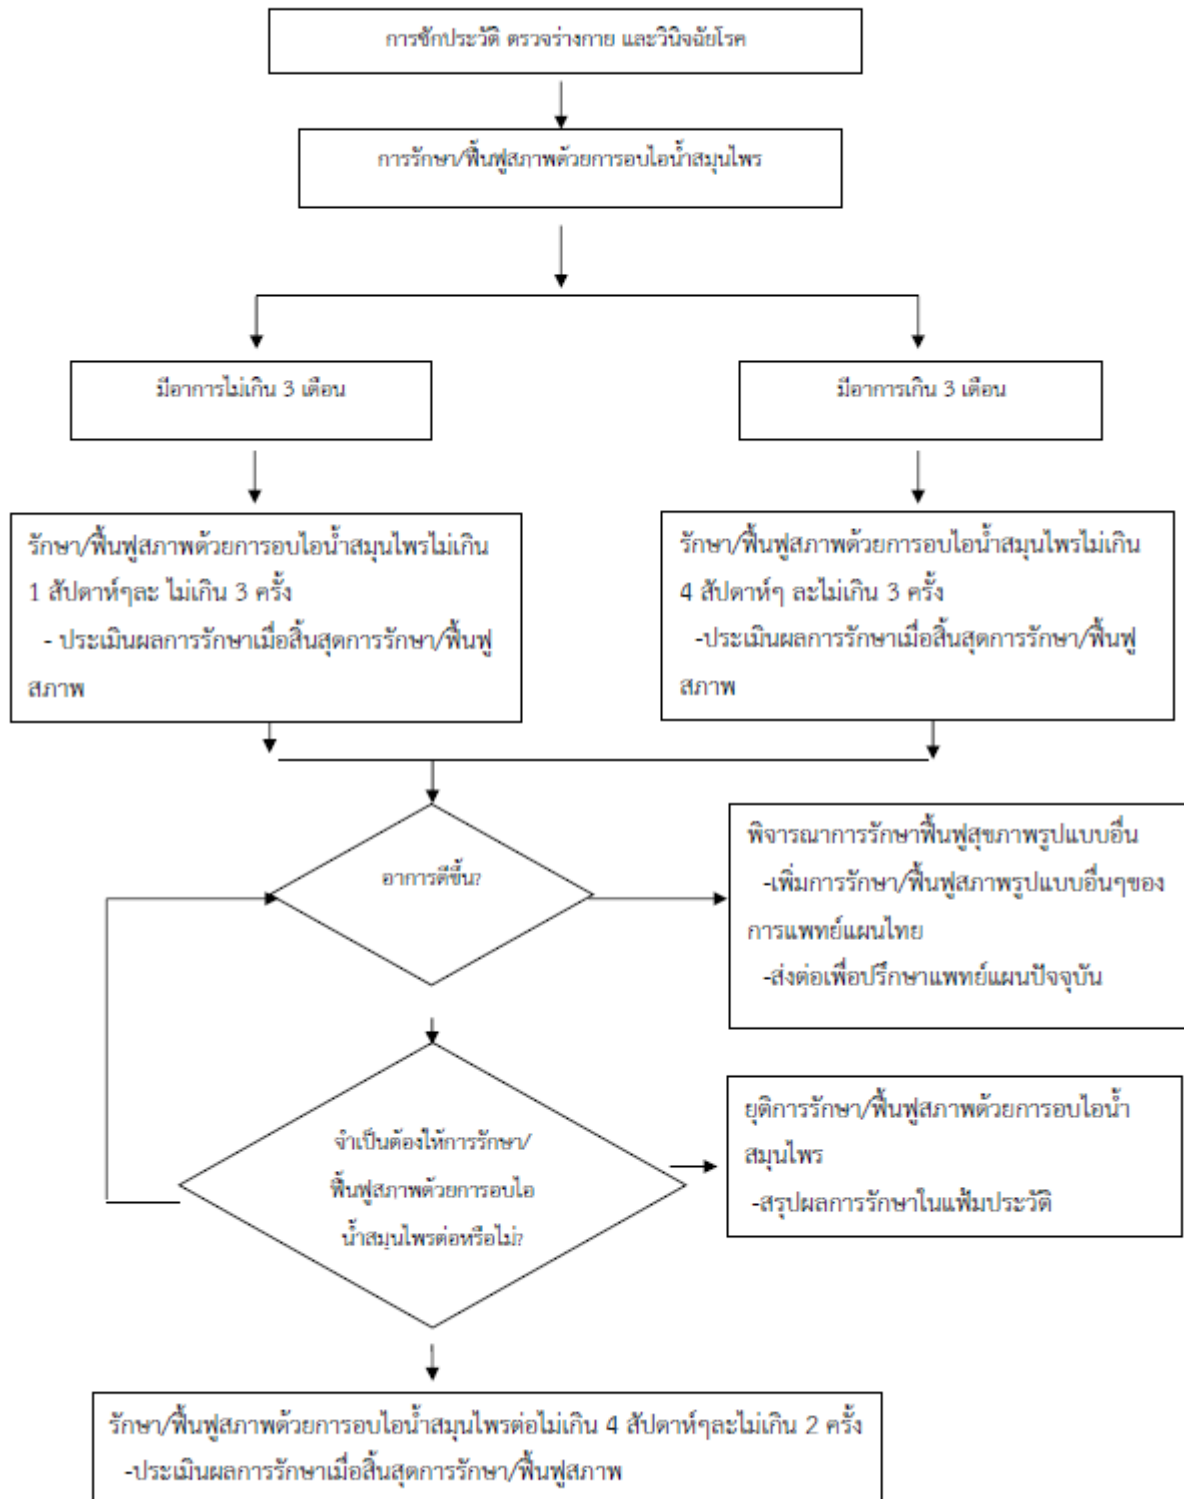 การซักประวัติ ตรวจร่างกาย และวินิจฉัยโรค
การรักษา/ฟื้นฟูสภาพด้วยการอบไอน้ำสมุนไพร
มีอาการไม่เกิน 3 เดือน
มีอาการเกิน 3 เดือน
รักษา/ฟื้นฟูสภาพด้วยการอบไอน้ำสมุนไพรไม่เกิน
1 สัปดาห์ๆละ ไม่เกิน 3 ครั้ง
- ประเมินผลการรักษาเมื่อสิ้นสุดการรักษา/ฟื้นฟู
สภาพ
รักษา/ฟื้นฟูสภาพด้วยการอบไอน้ำสมุนไพรไม่เกิน
4 สัปดาห์ๆ ละไม่เกิน 3 ครั้ง
-ประเมินผลการรักษาเมื่อสิ้นสุดการรักษา/ฟื้นฟู
สภาพ
อาการดีขึ้น?
พิจารณาการรักษาฟื้นฟูสุขภาพรูปแบบอื่น
-เพิ่มการรักษา/ฟื้นฟูสภาพรูปแบบอื่นๆของ
การแพทย์แผนไทย
-ส่งต่อเพื่อปรึกษาแพทย์แผนปัจจุบัน
จำเป็นต้องให้การรักษา/
ฟื้นฟูสภาพด้วยการอบไอ
น้ำสมุนไพรต่อหรือไม่?
ยุติการรักษา/ฟื้นฟูสภาพด้วยการอบไอน้ำ
สมุนไพร
-สรุปผลการรักษาในแฟ้มประวัติ
รักษา/ฟื้นฟูสภาพด้วยการอบไอน้ำสมุนไพรต่อไม่เกิน 4 สัปดาห์ๆละไม่เกิน 2 ครั้ง
-ประเมินผลการรักษาเมื่อสิ้นสุดการรักษา/ฟื้นฟูสภาพ